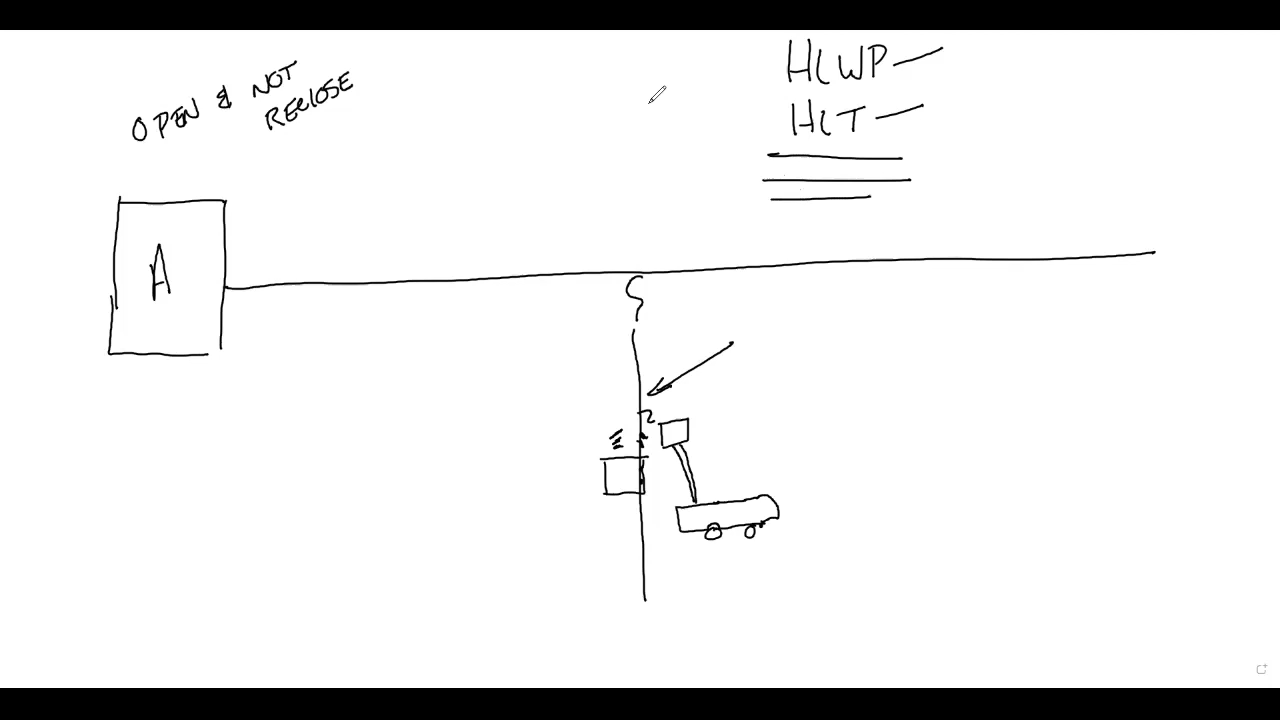 OPEN & NOT
RECLOSE
HLWP –
HLT –
A